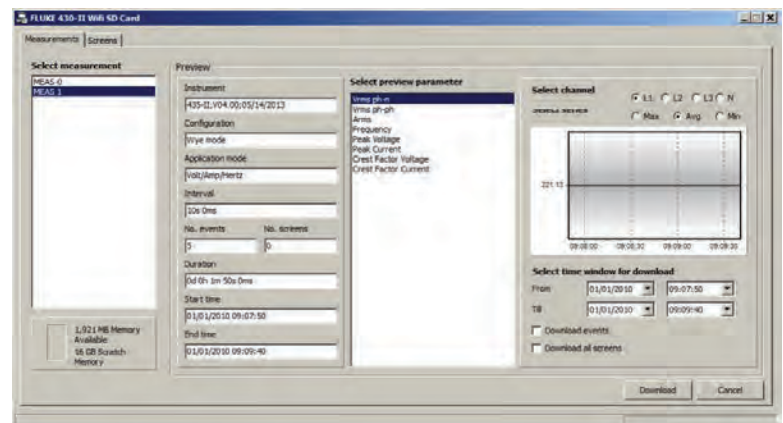 FLUKE 430-II Wifi SD Card
Measurements
Screens
Select measurement
MEAS 0
MEAS 1
1,921 MB Memory
Available
16 GB Scratch
Memory
Preview
Instrument
435-II,V04.00;05/14/2013
Configuration
Wye mode
Application mode
Volt/Amp/Hertz
Interval
10s 0ms
No. events No. screens
5 0
Duration
0d 0h 1m 50s 0ms
Start time
01/01/2010 09:07:50
End time
01/01/2010 09:09:40
Select preview parameter
Vrms ph-n
Vrms ph-ph
Arms
Frequency
Peak Voltage
Peak Current
Crest Factor Voltage
Crest Factor Current
Select channel
L1 L2 L3 N
Max Avg Min
221.13
09:08:00 09:08:30 09:09:00 09:09:30
Select time window for download
From 01/01/2010 09:07:50
Till 01/01/2010 09:09:40
Download events
Download all screens
Download Cancel